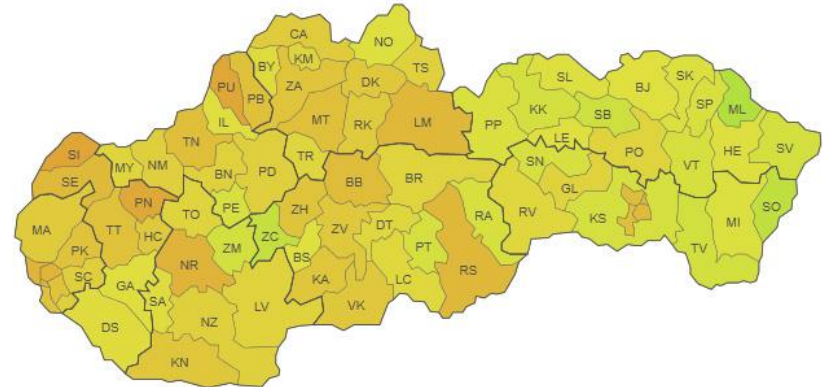 CA
NO
BY
KM
TS
PU
PB
ZA
DK
SL
SK
BJ
IL
MT
RK
LM
PP
KK
SB
SP
ML
TN
LE
SI
MY
NM
TR
PO
VT
HE
SV
SE
BN
PD
BB
BR
SN
PN
PE
GL
MA
TT
TO
ZH
RA
RV
KS
SO
HC
ZM
ZC
ZV
DT
MI
PK
NR
BS
PT
TV
SC
GA
KA
LC
RS
SA
LV
VK
DS
NZ
KN